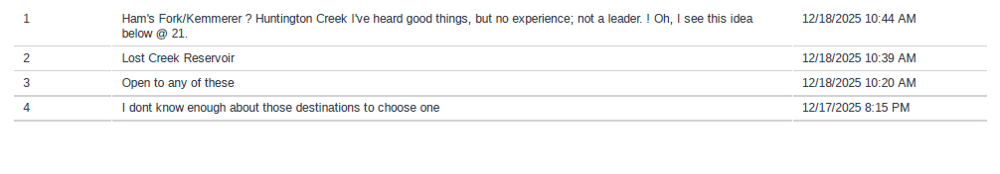 1 Ham's Fork/Kemmerer ? Huntington Creek I've heard good things, but no experience; not a leader. ! Oh, I see this idea 12/18/2025 10:44 AM
below @ 21.
2 Lost Creek Reservoir 12/18/2025 10:39 AM
3 Open to any of these 12/18/2025 10:20 AM
4 I dont know enough about those destinations to choose one 12/17/2025 8:15 PM